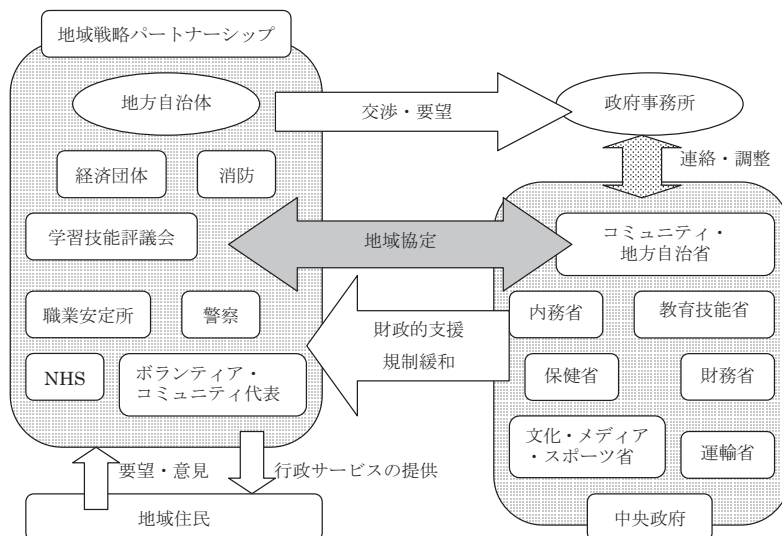 地域戦略パートナーシップ
地方自治体
経済団体
消防
学習技能評議会
職業安定所
警察
NHS
ボランティア・
コミュニティ代表
交渉・要望
政府事務所
連絡・調整
地域協定
コミュニティ・
地方自治省
内務省
教育技能省
財政的支援
規制緩和
保健省
財務省
文化・メディア
・スポーツ省
運輸省
中央政府
要望・意見
行政サービスの提供
地域住民